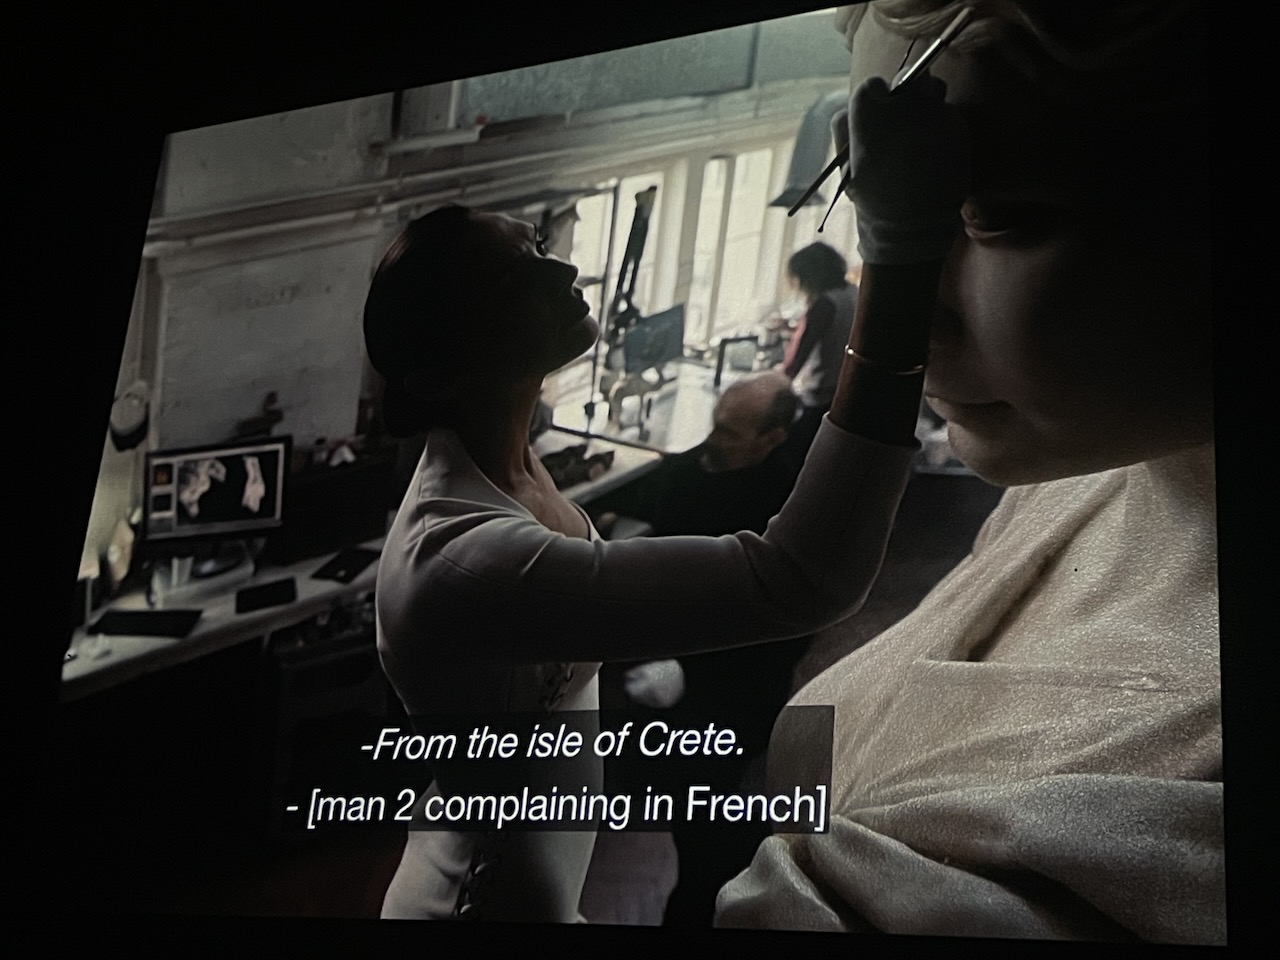 -From the isle of Crete.
- [man 2 complaining in French]